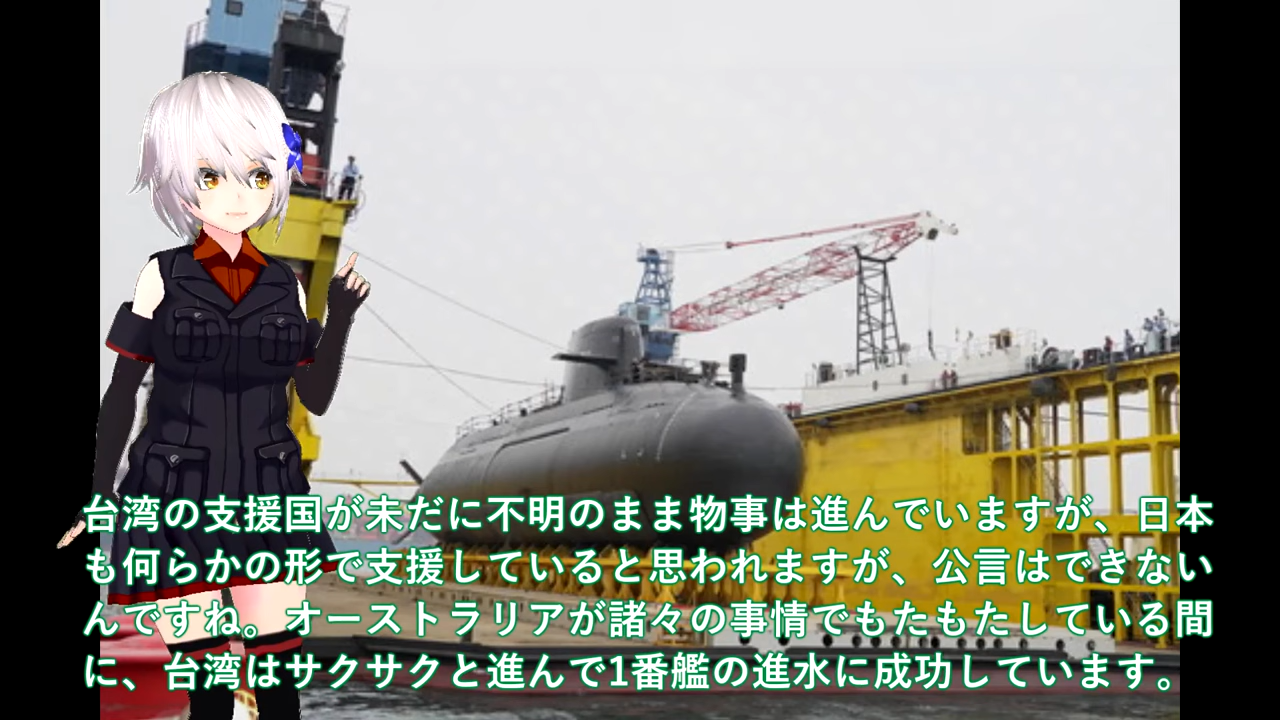 台湾の支援国が未だに不明のまま物事は進んでいますが、日本
も何らかの形で支援していると思われますが、公言はできない
んですね。オーストラリアが諸々の事情でもたもたしている間
に、台湾はサクサクと進んで1番艦の進水に成功しています。